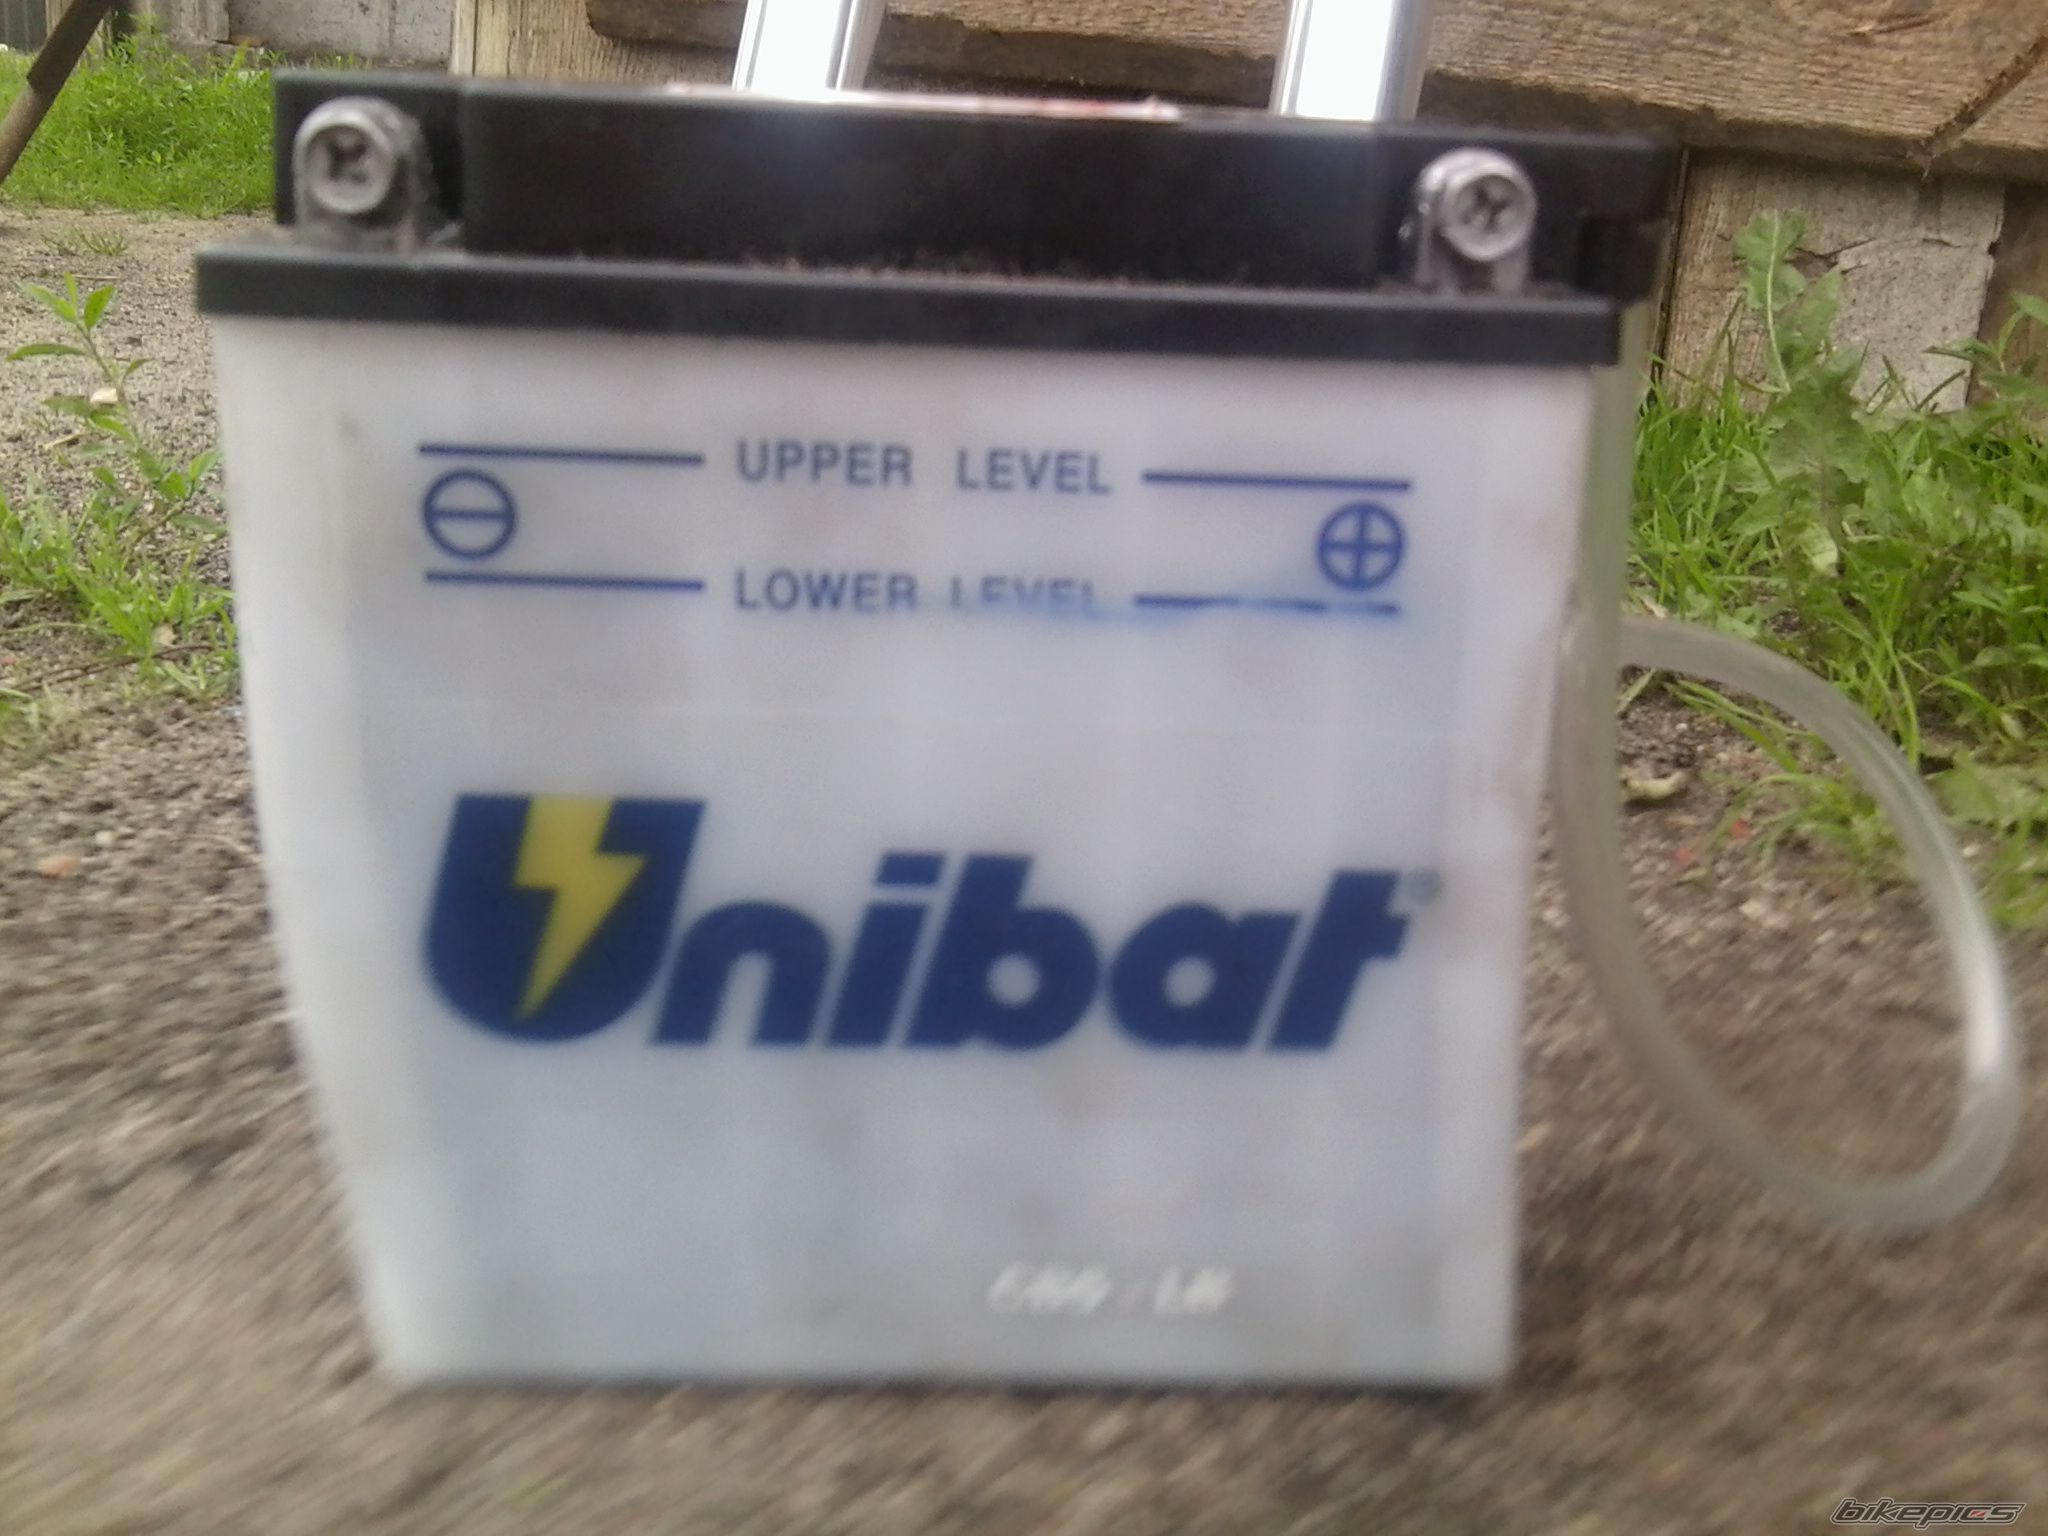 UPPER LEVEL
LOWER LEVEL
Unibat®
bikepics